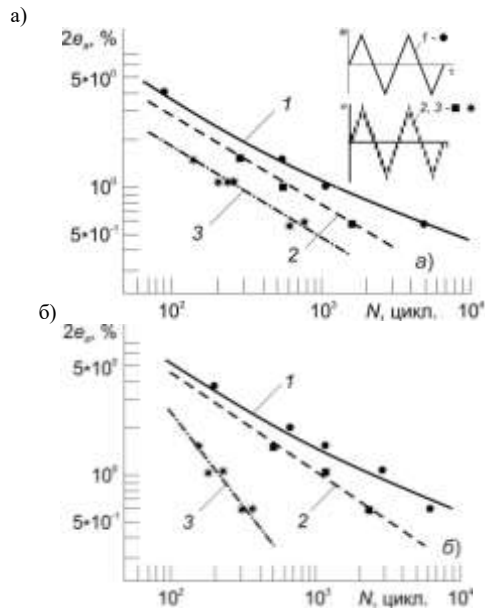 а)
2eₐ, %
5*10⁰
10⁰
5*10⁻¹
1
2
3
1 -
2, 3 -
а)
10² 10³ 10⁴
N, цикл.
б)
2eₐ, %
5*10⁰
10⁰
5*10⁻¹
1
2
3
б)
10² 10³ 10⁴
N, цикл.